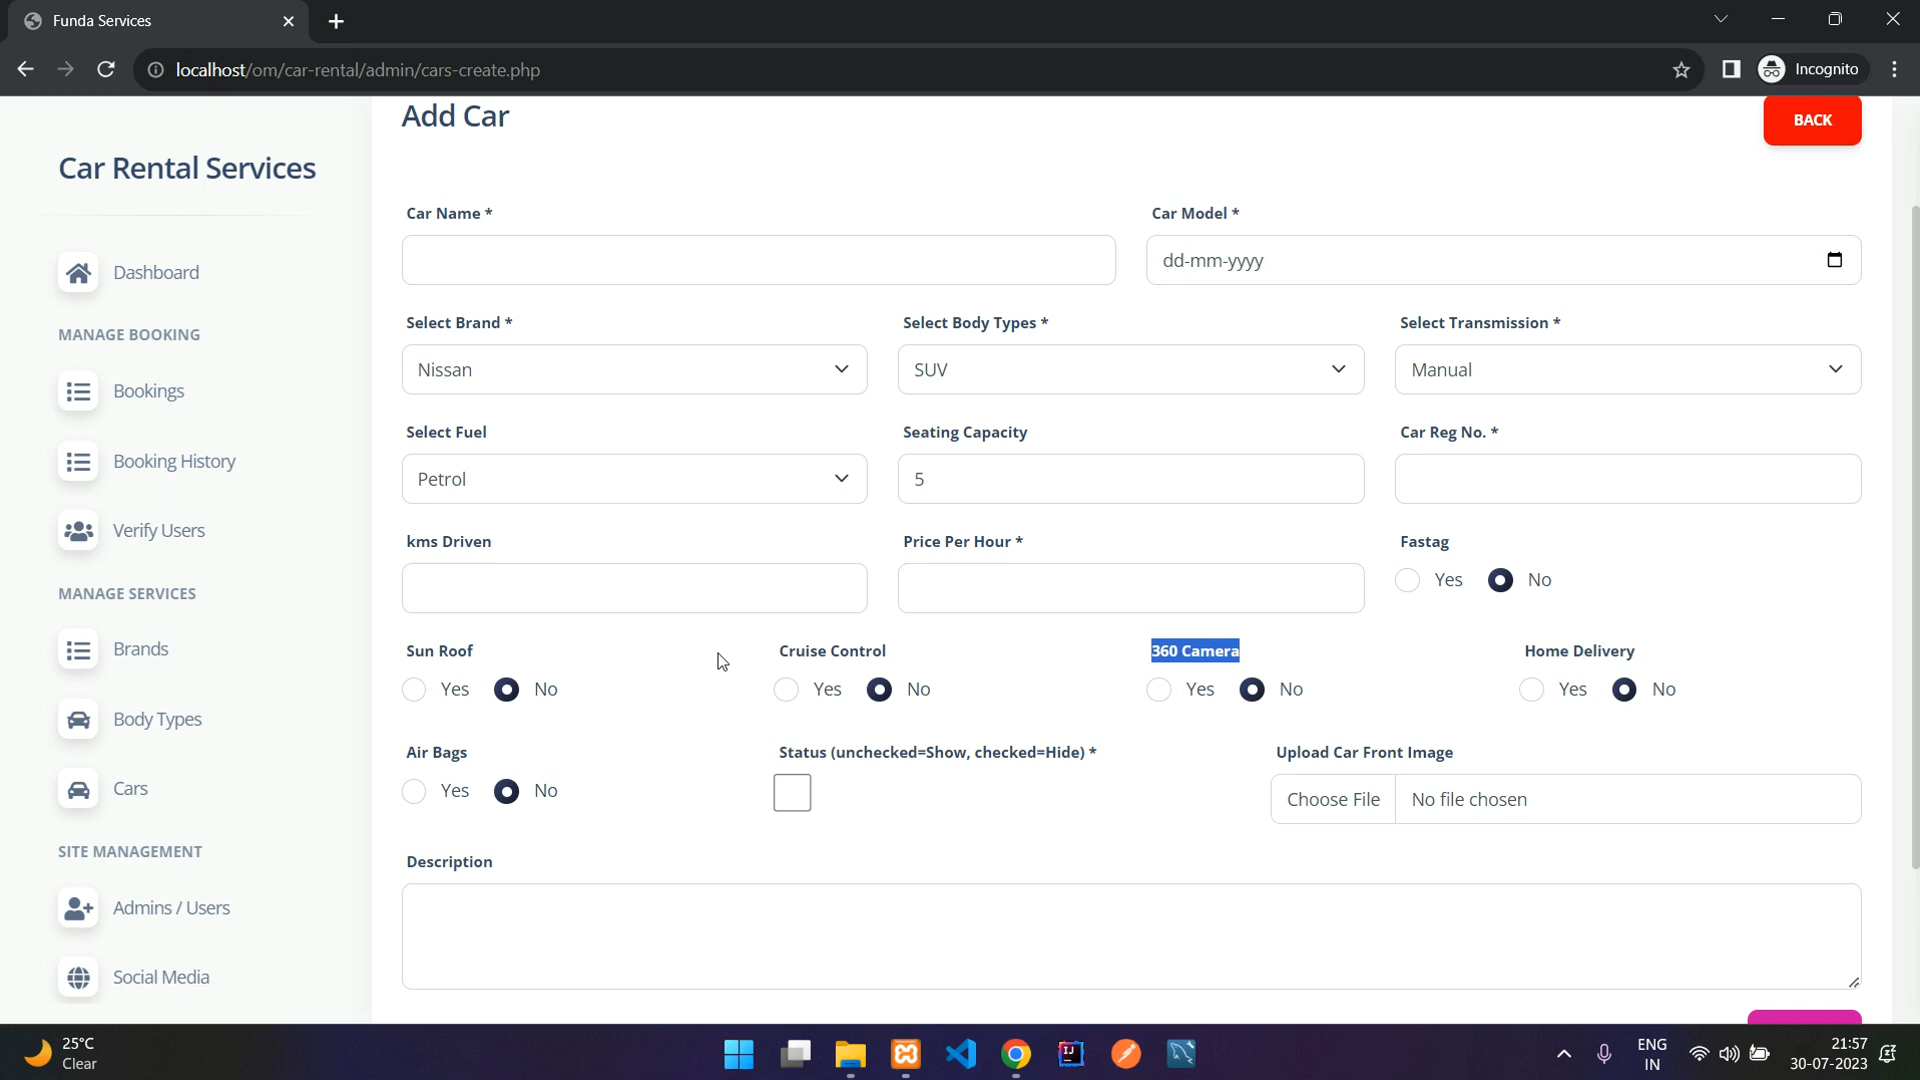 Funda Services
localhost/om/car-rental/admin/cars-create.php
Incognito
Car Rental Services
Dashboard
MANAGE BOOKING
Bookings
Booking History
Verify Users
MANAGE SERVICES
Brands
Body Types
Cars
SITE MANAGEMENT
Admins / Users
Social Media
Add Car
BACK
Car Name *
Car Model *
dd-mm-yyyy
Select Brand *
Select Body Types *
Select Transmission *
Nissan
SUV
Manual
Select Fuel
Seating Capacity
Car Reg No. *
Petrol
5
kms Driven
Price Per Hour *
Fastag
Yes No
Sun Roof
Cruise Control
360 Camera
Home Delivery
Yes No
Yes No
Yes No
Yes No
Air Bags
Status (unchecked=Show, checked=Hide) *
Upload Car Front Image
Yes No
Choose File No file chosen
Description
25°C
Clear
IJ
ENG
IN
21:57
30-07-2023